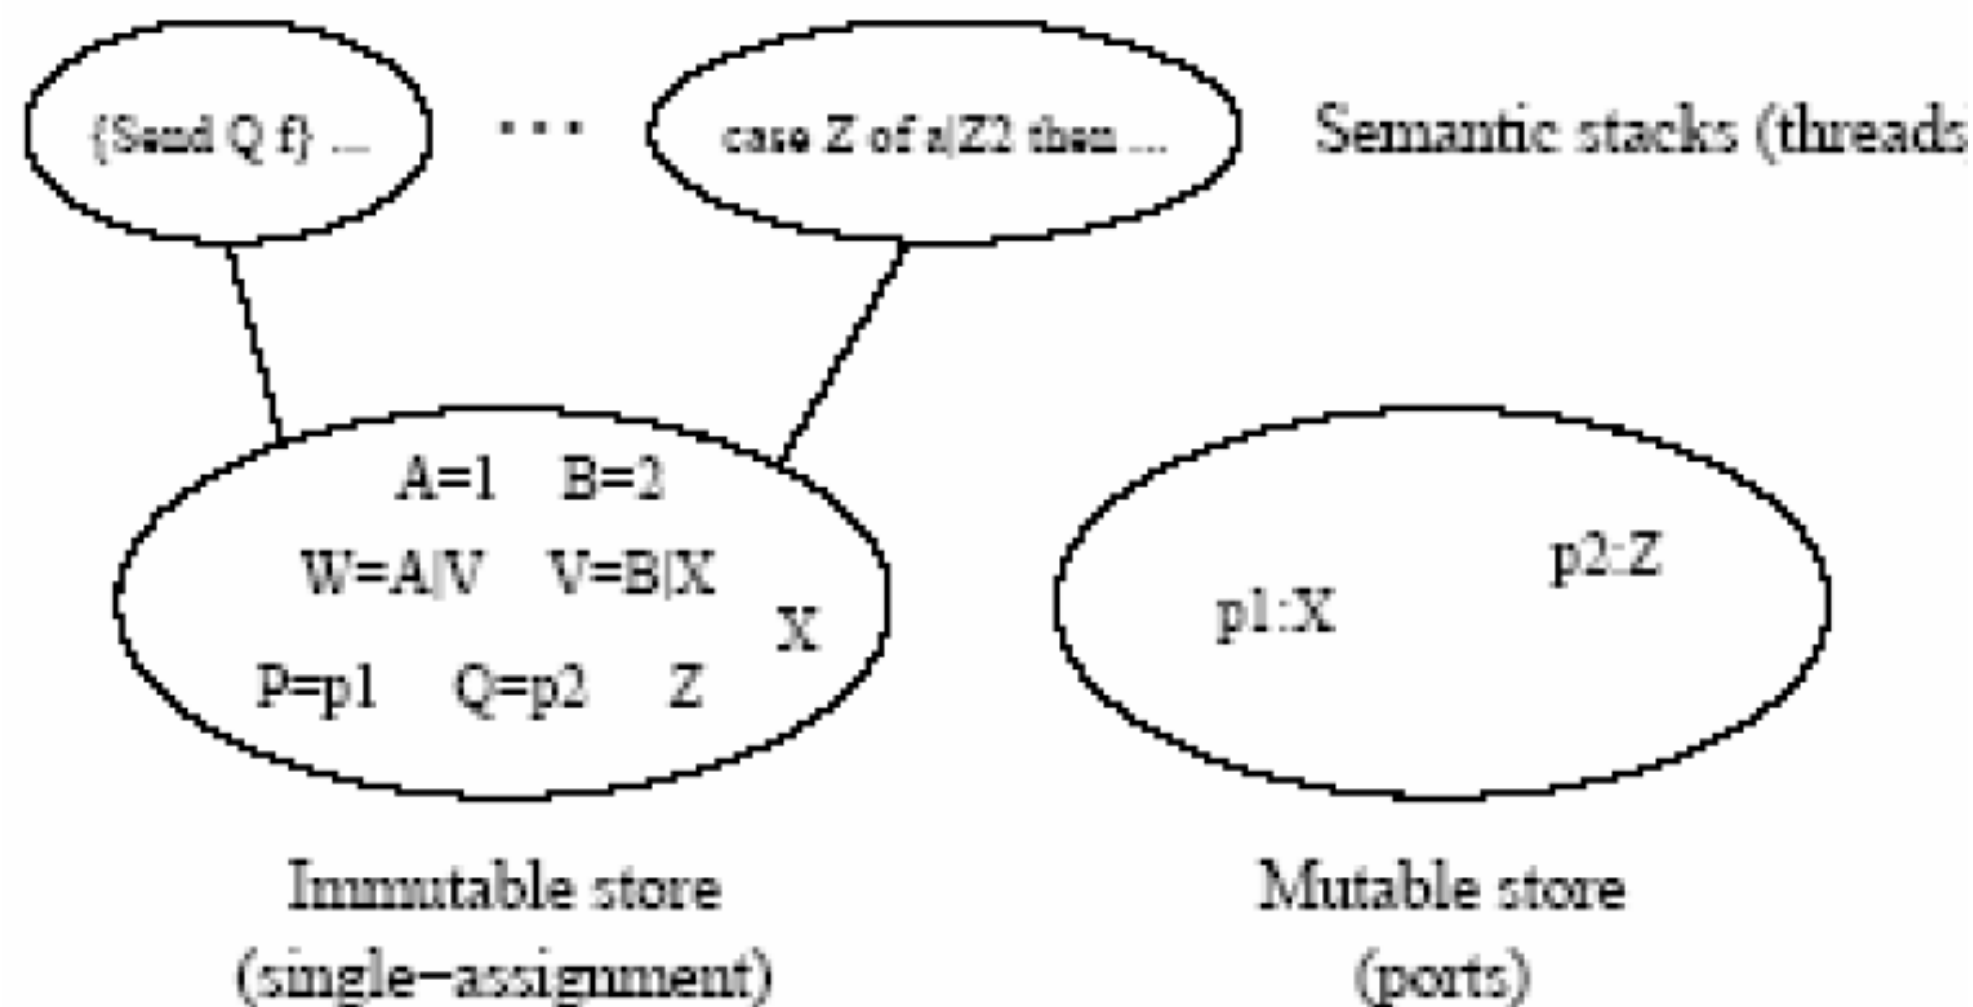 {Send Q f} ... ... case Z of a|Z2 then ... Semantic stacks (threads)
A=1 B=2
W=A|V V=B|X
X
P=p1 Q=p2 Z
p2:Z
p1:X
Immutable store
(single-assignment)
Mutable store
(ports)